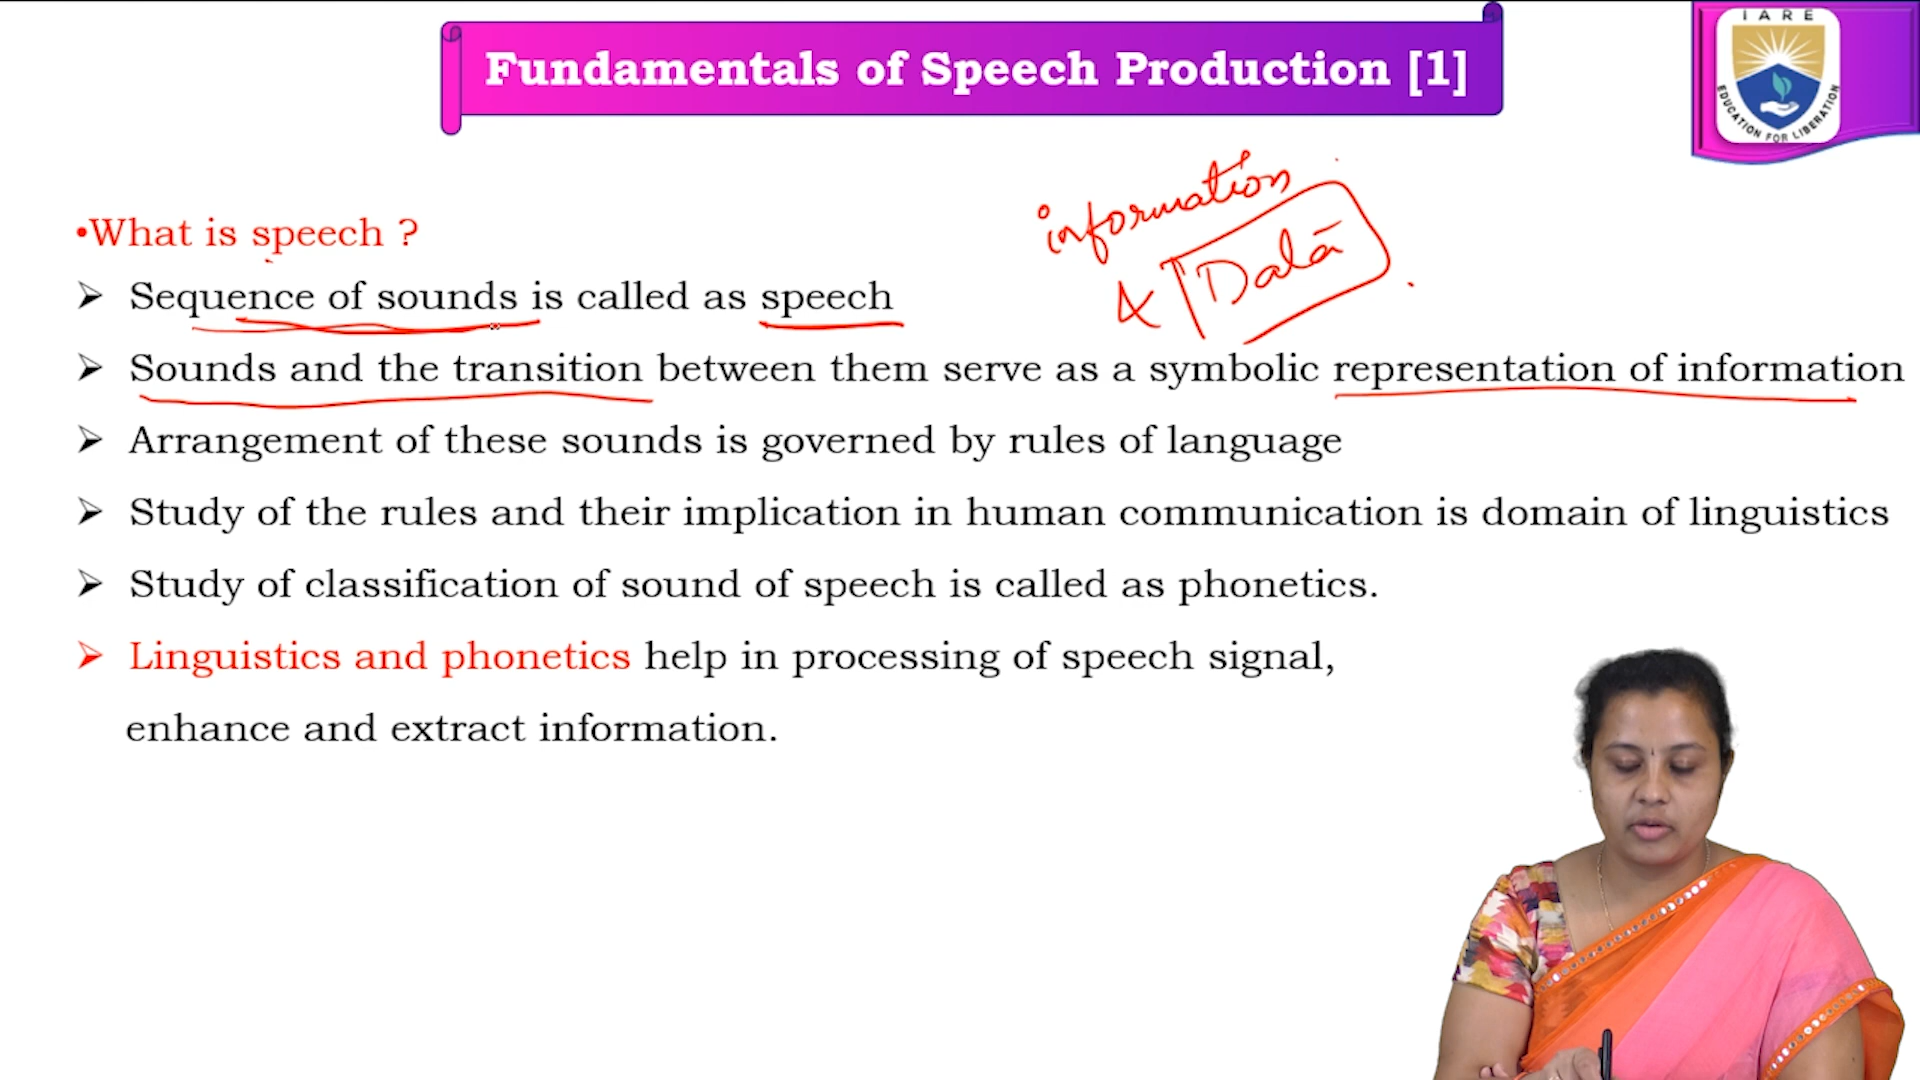 Fundamentals of Speech Production [1]
IARE
EDUCATION FOR LIBERATION
information
& Data
•What is speech ?
➢ Sequence of sounds is called as speech
➢ Sounds and the transition between them serve as a symbolic representation of information
➢ Arrangement of these sounds is governed by rules of language
➢ Study of the rules and their implication in human communication is domain of linguistics
➢ Study of classification of sound of speech is called as phonetics.
➢ Linguistics and phonetics help in processing of speech signal,
enhance and extract information.